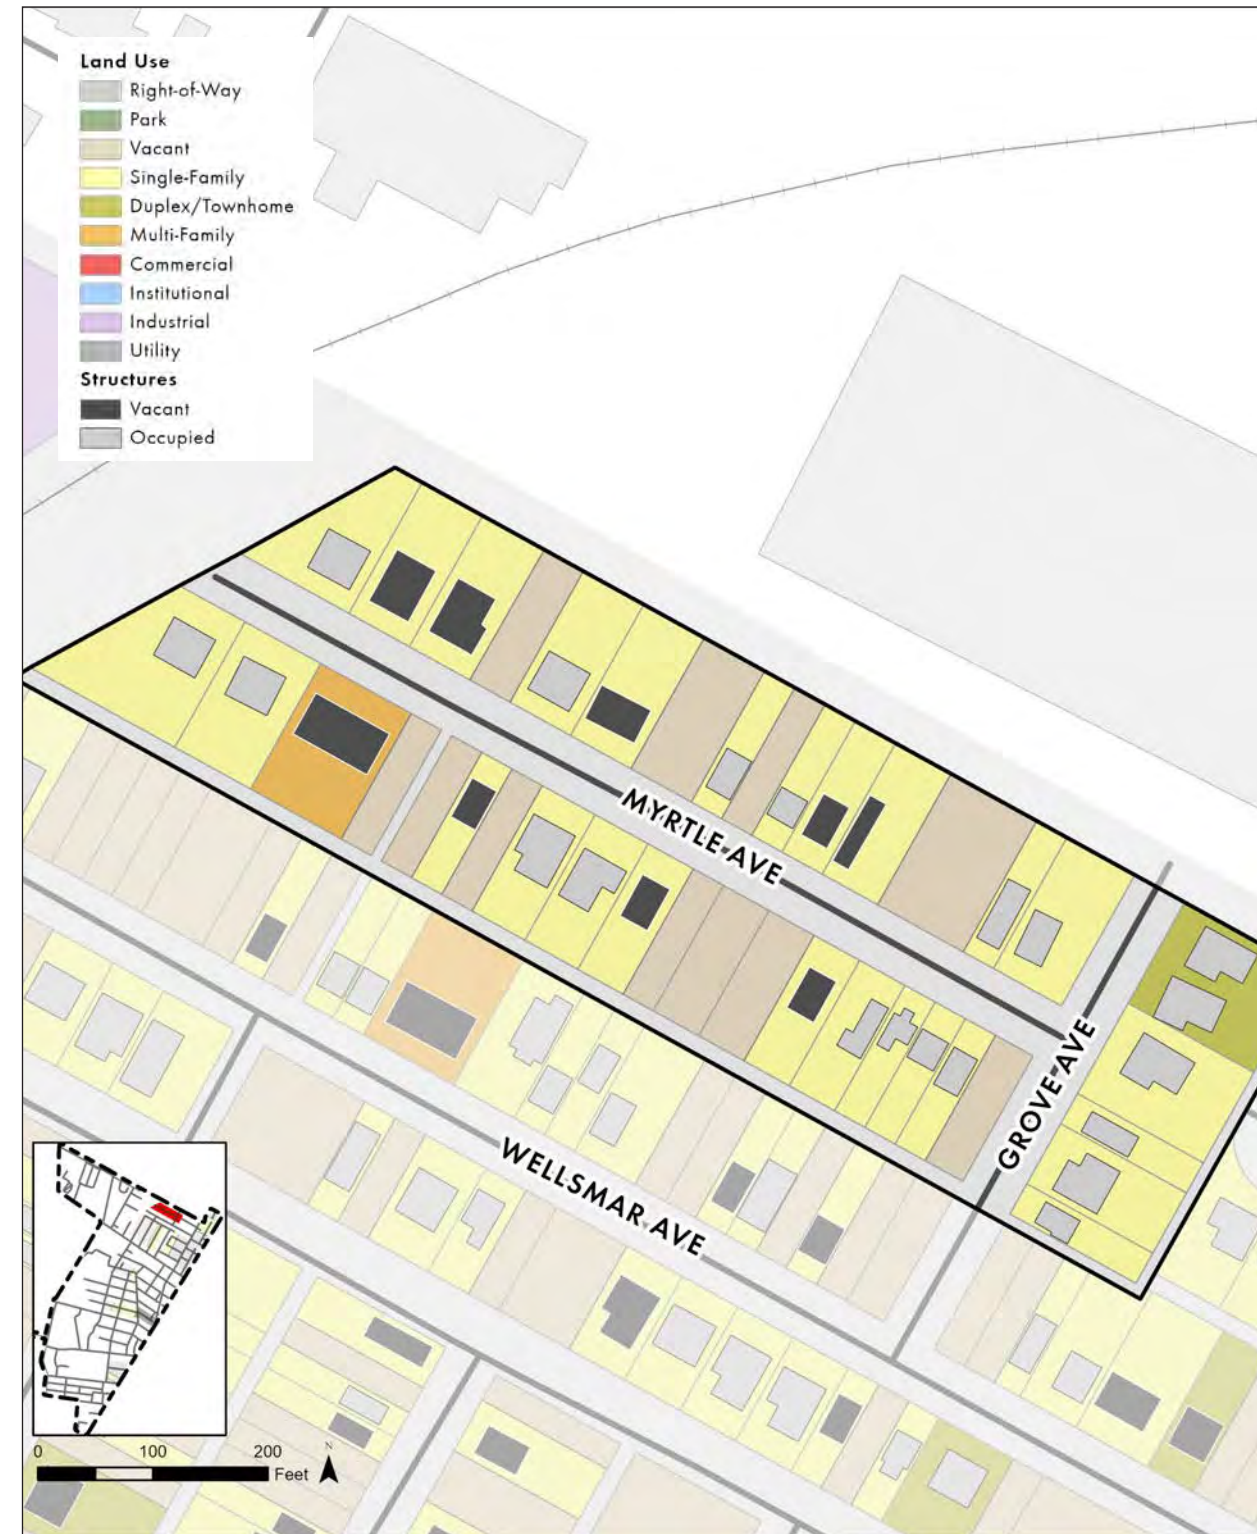 Land Use
Right-of-Way
Park
Vacant
Single-Family
Duplex/Townhome
Multi-Family
Commercial
Institutional
Industrial
Utility
Structures
Vacant
Occupied
MYRTLE AVE
GROVE AVE
WELLSMAR AVE
0 100 200
Feet
N